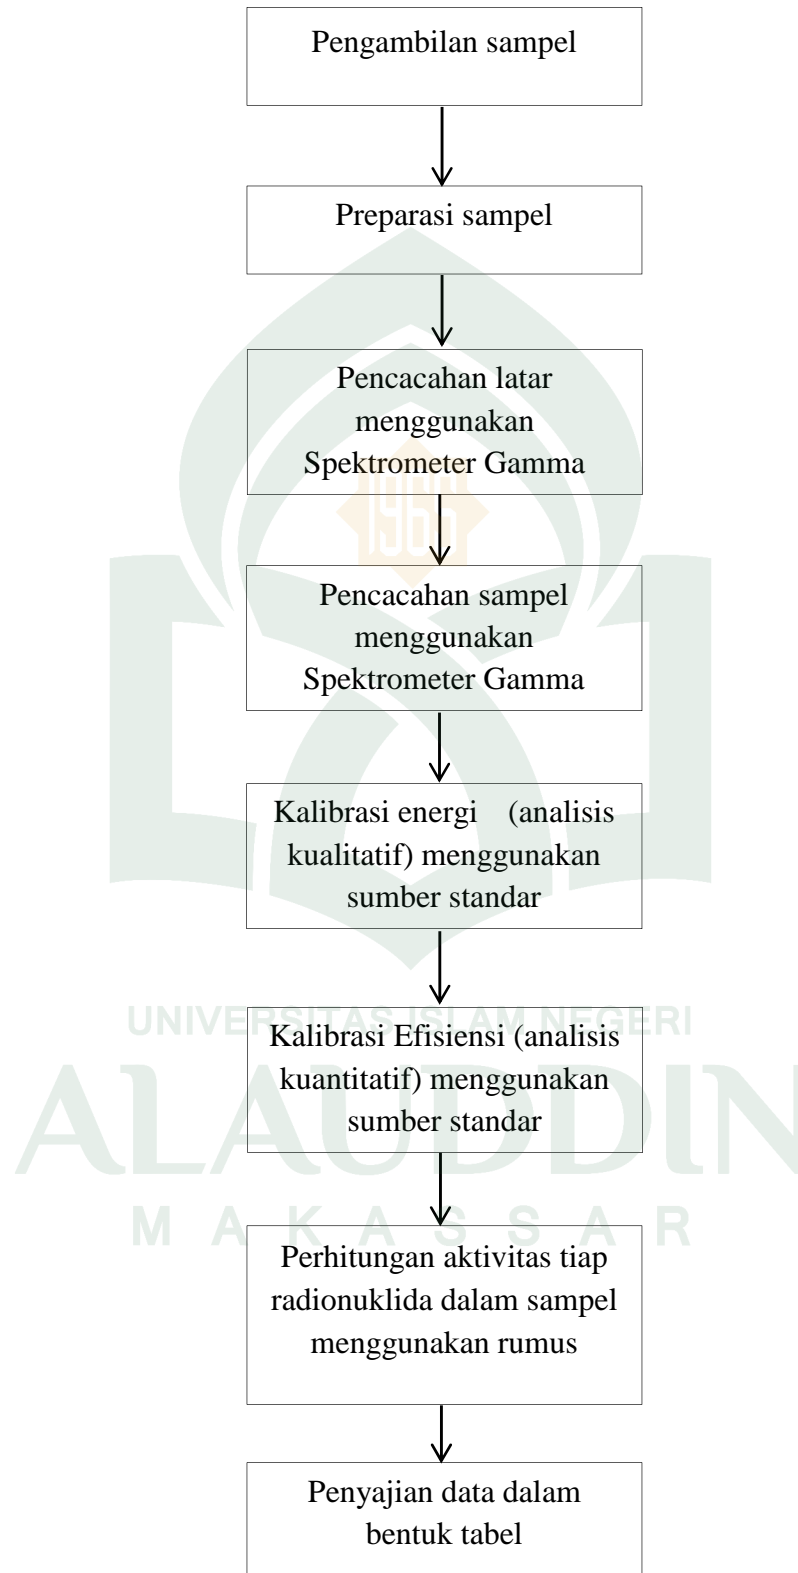 Pengambilan sampel
Preparasi sampel
Pencacahan latar
menggunakan
Spektrometer Gamma
1965
Pencacahan sampel
menggunakan
Spektrometer Gamma
Kalibrasi energi (analisis
kualitatif) menggunakan
sumber standar
UNIVERSITAS ISLAM NEGERI
Kalibrasi Efisiensi (analisis
kuantitatif) menggunakan
sumber standar
ALAUDDIN
MAKASSAR
Perhitungan aktivitas tiap
radionuklida dalam sampel
menggunakan rumus
Penyajian data dalam
bentuk tabel